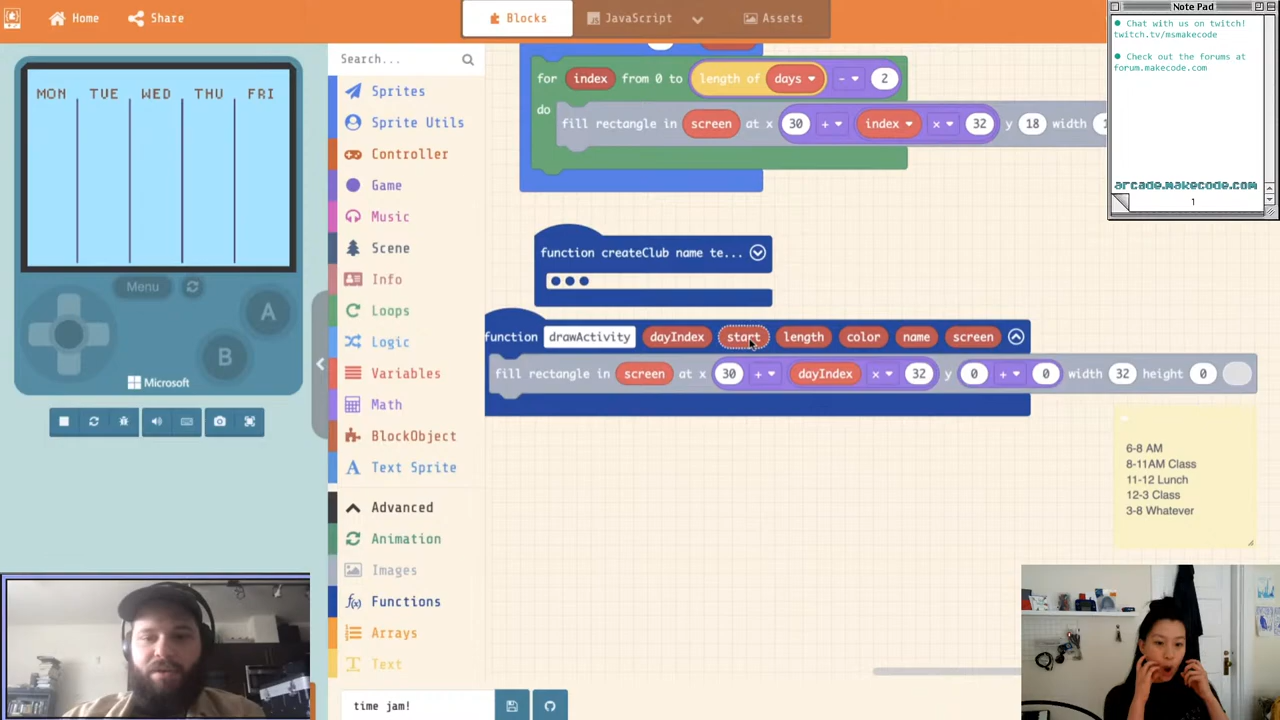 Home
Share
Blocks
JavaScript
Assets
Note Pad
Chat with us on twitch!
twitch.tv/msmakecode
Check out the forums at
forum.makecode.com
arcade.makecode.com
1
MON TUE WED THU FRI
Menu
A
B
Microsoft
Search...
Sprites
Sprite Utils
Controller
Game
Music
Scene
Info
Loops
Logic
Variables
Math
BlockObject
Text Sprite
Advanced
Animation
Images
Functions
Arrays
Text
for index from 0 to length of days - 2
do
fill rectangle in screen at x 30 + index × 32 y 18 width
function createClub name te...
function drawActivity dayIndex start length color name screen
fill rectangle in screen at x 30 + dayIndex × 32 y 0 + 0 width 32 height 0
6-8 AM
8-11AM Class
11-12 Lunch
12-3 Class
3-8 Whatever
time jam!